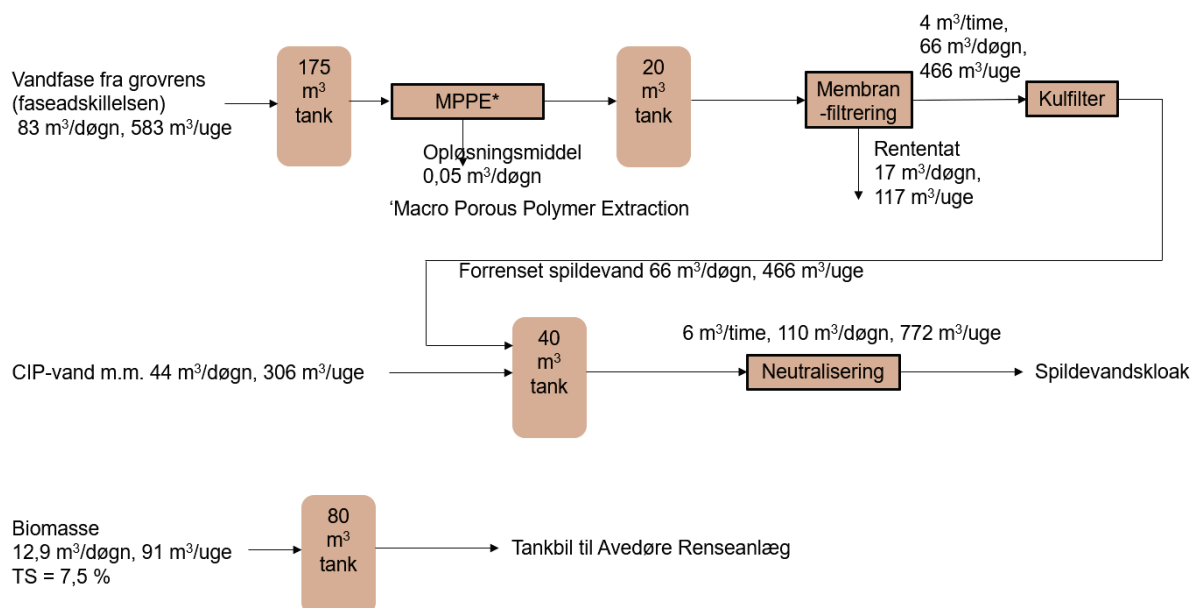 Vandfase fra grovrens
(faseadskillelsen)
83 m³/døgn, 583 m³/uge
175
m³
tank
MPPE*
Opløsningsmiddel
0,05 m³/døgn
‘Macro Porous Polymer Extraction
20
m³
tank
Membran
-filtrering
Rententat
17 m³/døgn,
117 m³/uge
4 m³/time,
66 m³/døgn,
466 m³/uge
Kulfilter
Forrenset spildevand 66 m³/døgn, 466 m³/uge
CIP-vand m.m. 44 m³/døgn, 306 m³/uge
40
m³
tank
6 m³/time, 110 m³/døgn, 772 m³/uge
Neutralisering
Spildevandskloak
Biomasse
12,9 m³/døgn, 91 m³/uge
TS = 7,5 %
80
m³
tank
Tankbil til Avedøre Renseanlæg